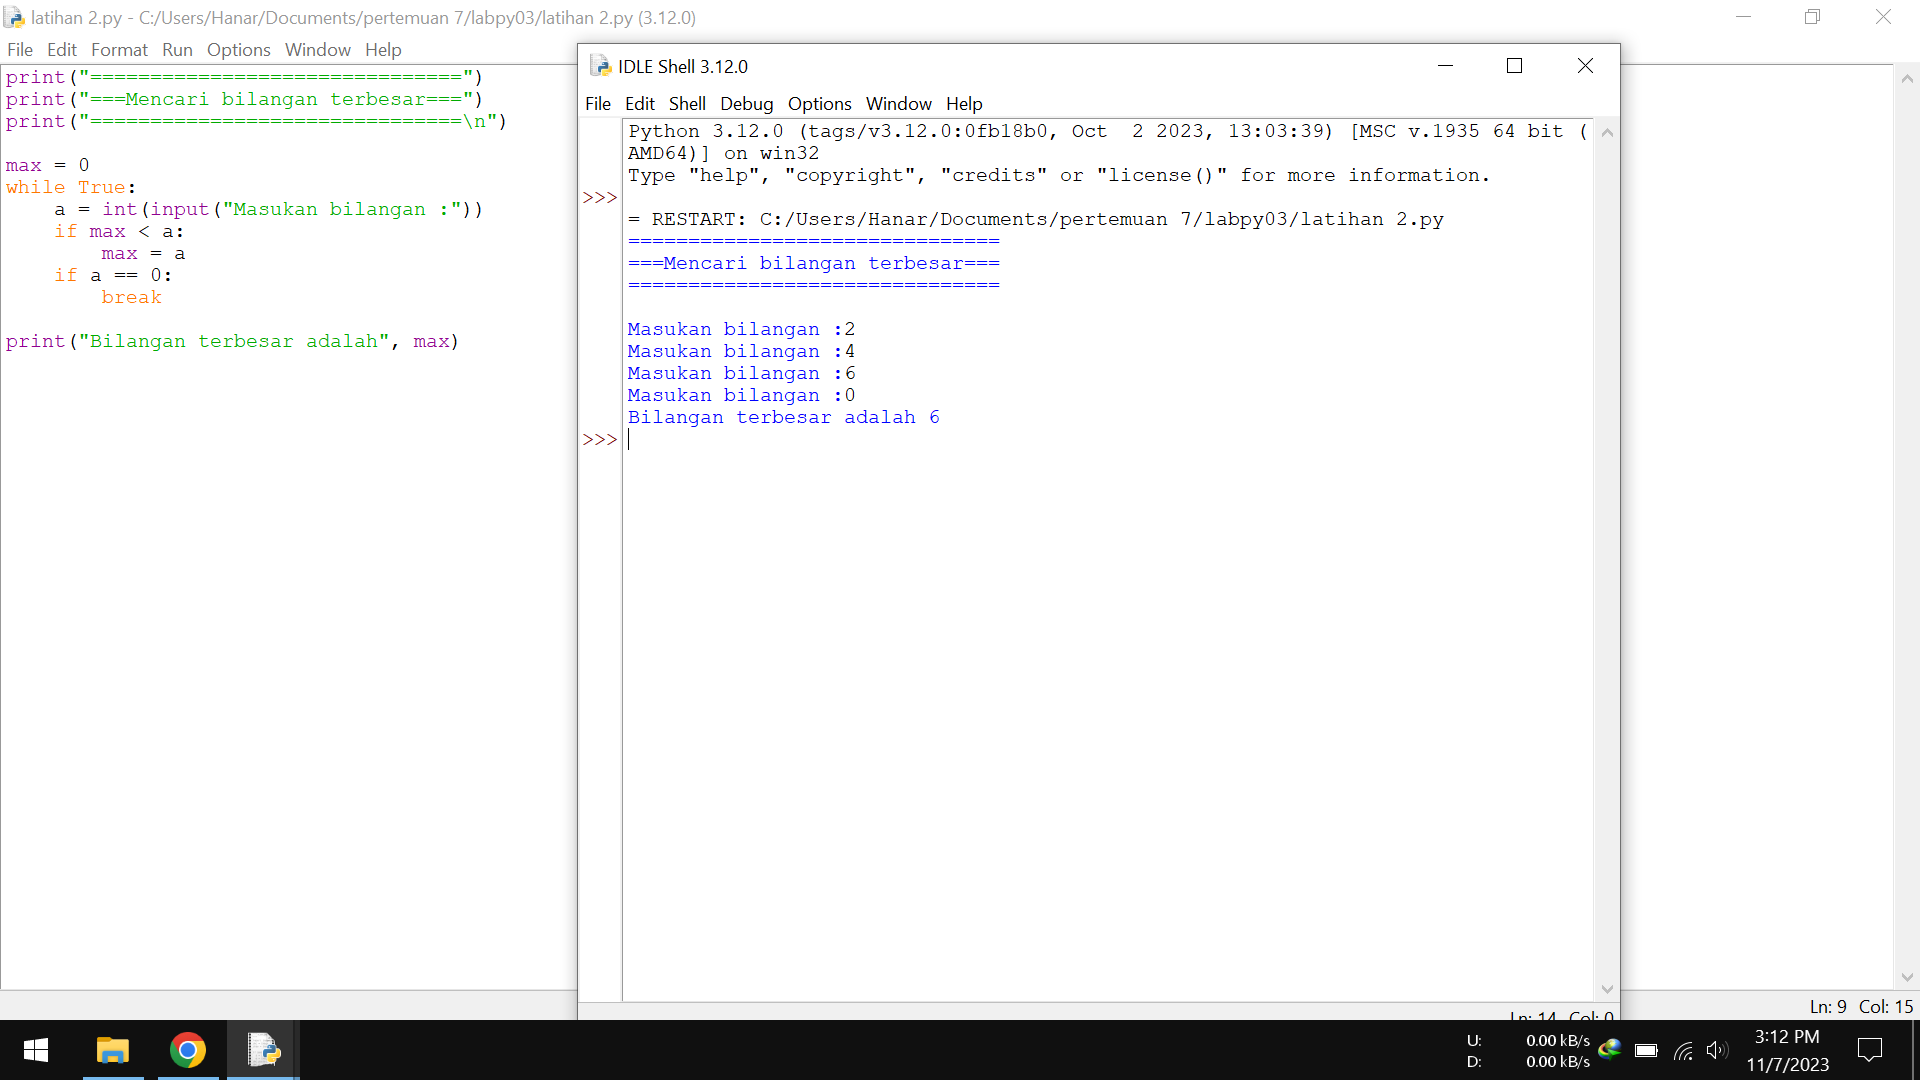 latihan 2.py - C:/Users/Hanar/Documents/pertemuan 7/labpy03/latihan 2.py (3.12.0)
File Edit Format Run Options Window Help
print("===============================")
print("===Mencari bilangan terbesar===")
print("===============================\n")
max = 0
while True:
    a = int(input("Masukan bilangan :"))
    if max < a:
        max = a
    if a == 0:
        break
print("Bilangan terbesar adalah", max)
Ln: 9 Col: 15
IDLE Shell 3.12.0
File Edit Shell Debug Options Window Help
Python 3.12.0 (tags/v3.12.0:0fb18b0, Oct  2 2023, 13:03:39) [MSC v.1935 64 bit (
AMD64)] on win32
Type "help", "copyright", "credits" or "license()" for more information.
>>>
= RESTART: C:/Users/Hanar/Documents/pertemuan 7/labpy03/latihan 2.py
===============================
===Mencari bilangan terbesar===
===============================
Masukan bilangan :2
Masukan bilangan :4
Masukan bilangan :6
Masukan bilangan :0
Bilangan terbesar adalah 6
>>>
Ln: 14 Col: 0
U: 0.00 kB/s
D: 0.00 kB/s
3:12 PM
11/7/2023